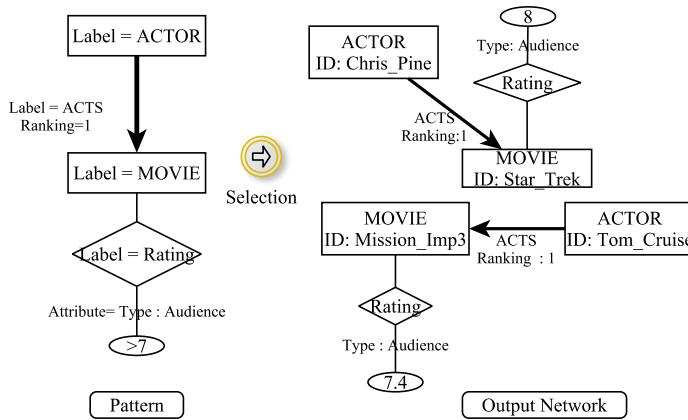 Label = ACTOR
Label = ACTS
Ranking=1
Label = MOVIE
Label = Rating
Attribute= Type : Audience
>7
Pattern
Selection
ACTOR
ID: Chris_Pine
8
Type: Audience
Rating
ACTS
Ranking:1
MOVIE
ID: Star_Trek
MOVIE
ID: Mission_Imp3
ACTS
Ranking : 1
ACTOR
ID: Tom_Cruise
Rating
Type : Audience
7.4
Output Network